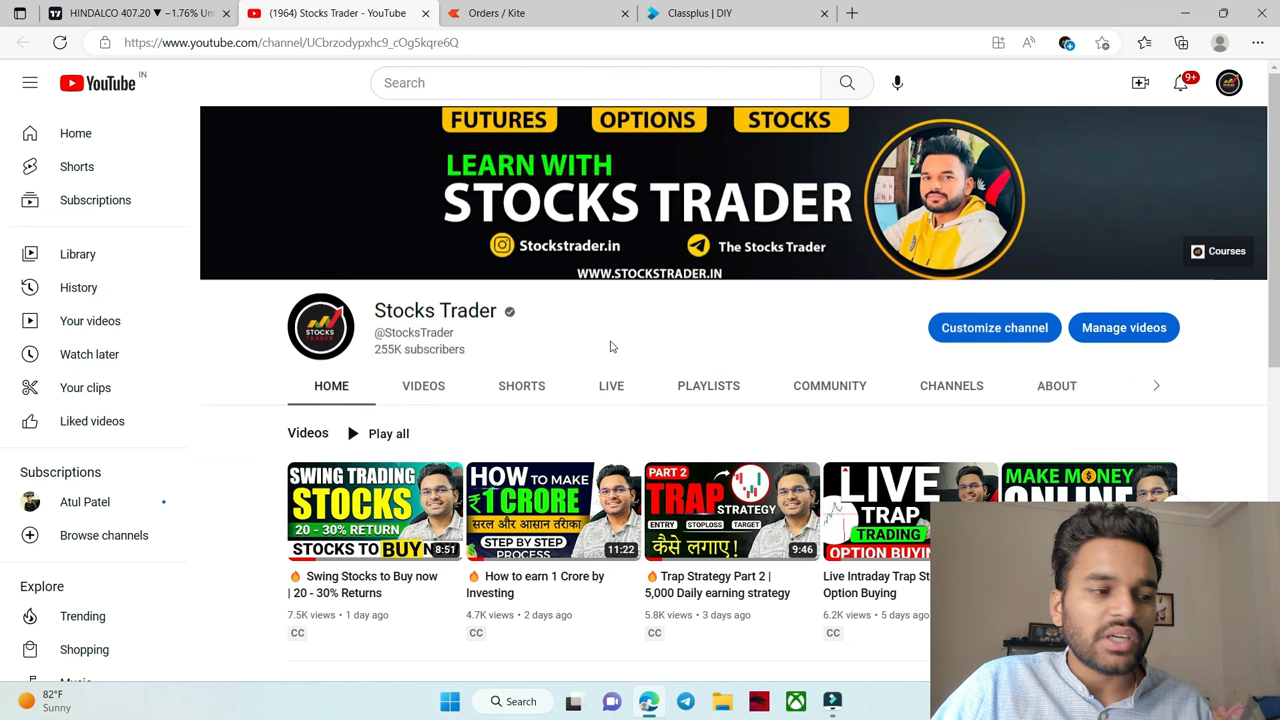 HINDALCO 407.20 ▼ −1.76% Un
(1964) Stocks Trader - YouTube
Orders / Kite
Classplus | DIY
https://www.youtube.com/channel/UCbrzodypxhc9_cOg5kqre6Q
YouTube IN
Search
9+
Home
Shorts
Subscriptions
Library
History
Your videos
Watch later
Your clips
Liked videos
Subscriptions
Atul Patel
Browse channels
Explore
Trending
Shopping
FUTURES OPTIONS STOCKS
LEARN WITH
STOCKS TRADER
Stockstrader.in The Stocks Trader
WWW.STOCKSTRADER.IN
Courses
STOCKS
TRADER
Stocks Trader
@StocksTrader
255K subscribers
Customize channel
Manage videos
HOME VIDEOS SHORTS LIVE PLAYLISTS COMMUNITY CHANNELS ABOUT
Videos Play all
SWING TRADING
STOCKS
20 - 30% RETURN
STOCKS TO BUY N
8:51
Swing Stocks to Buy now
| 20 - 30% Returns
7.5K views • 1 day ago
CC
HOW TO MAKE
₹1 CRORE
सरल और आसान तरीका
STEP BY STEP
PROCESS
11:22
How to earn 1 Crore by
Investing
4.7K views • 2 days ago
CC
PART 2
TRAP
STRATEGY
ENTRY STOPLOSS TARGET
कैसे लगाए!
9:46
Trap Strategy Part 2 |
5,000 Daily earning strategy
5.8K views • 3 days ago
CC
LIVE
TRAP
TRADING
OPTION BUYIN
Live Intraday Trap St
Option Buying
6.2K views • 5 days
CC
MAKE MONEY
ONLINE
82°F
Sunny
Search